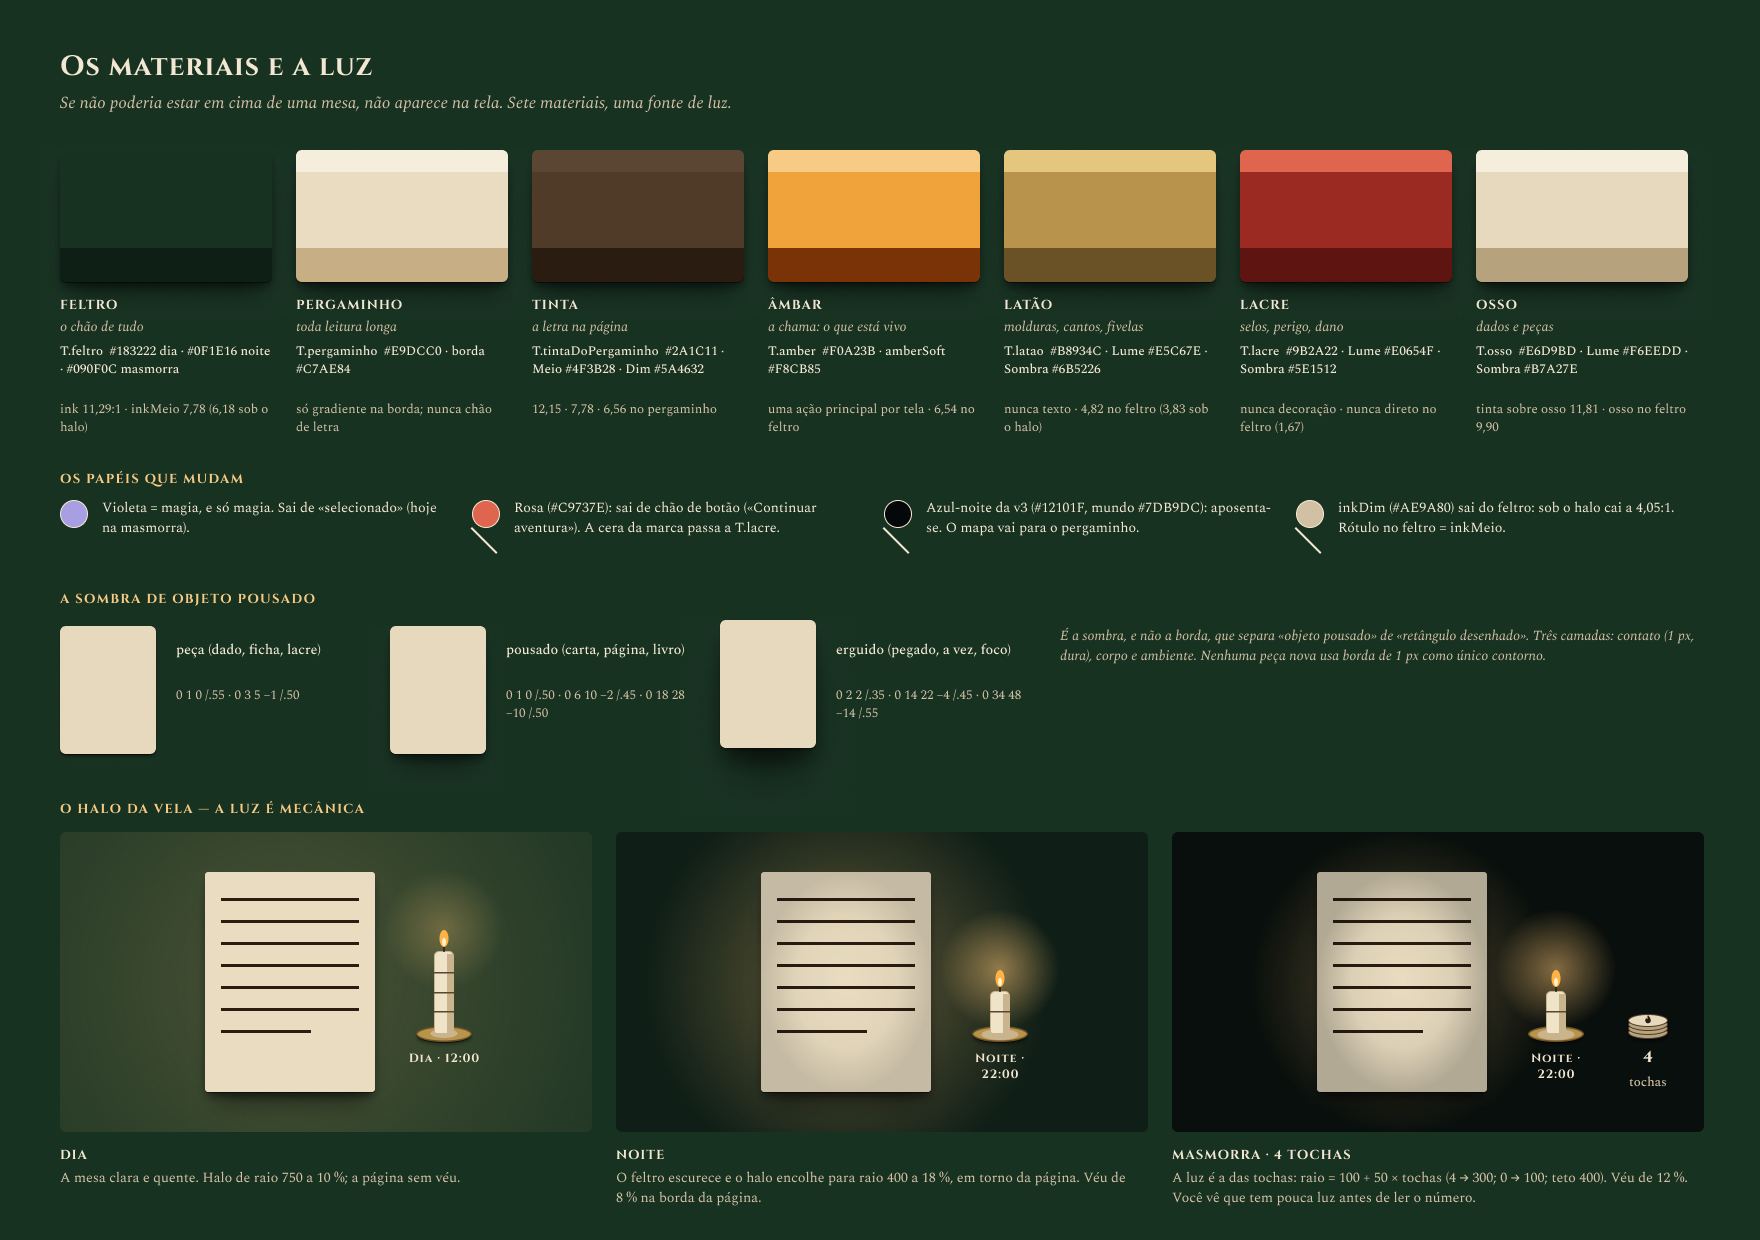 Os materiais e a luz
Se não poderia estar em cima de uma mesa, não aparece na tela. Sete materiais, uma fonte de luz.
FELTRO
o chão de tudo
T.feltro #183222 dia · #0F1E16 noite
· #090F0C masmorra
ink 11,29:1 · inkMeio 7,78 (6,18 sob o
halo)
PERGAMINHO
toda leitura longa
T.pergaminho #E9DCC0 · borda
#C7AE84
só gradiente na borda; nunca chão
de letra
TINTA
a letra na página
T.tintaDoPergaminho #2A1C11 ·
Meio #4F3B28 · Dim #5A4632
12,15 · 7,78 · 6,56 no pergaminho
ÂMBAR
a chama: o que está vivo
T.amber #F0A23B · amberSoft
#F8CB85
uma ação principal por tela · 6,54 no
feltro
LATÃO
molduras, cantos, fivelas
T.latao #B8934C · Lume #E5C67E ·
Sombra #6B5226
nunca texto · 4,82 no feltro (3,83 sob
o halo)
LACRE
selos, perigo, dano
T.lacre #9B2A22 · Lume #E0654F ·
Sombra #5E1512
nunca decoração · nunca direto no
feltro (1,67)
OSSO
dados e peças
T.osso #E6D9BD · Lume #F6EEDD ·
Sombra #B7A27E
tinta sobre osso 11,81 · osso no feltro
9,90
OS PAPÉIS QUE MUDAM
Violeta = magia, e só magia. Sai de «selecionado» (hoje
na masmorra).
Rosa (#C9737E): sai de chão de botão («Continuar
aventura»). A cera da marca passa a T.lacre.
Azul-noite da v3 (#12101F, mundo #7DB9DC): aposenta-
se. O mapa vai para o pergaminho.
inkDim (#AE9A80) sai do feltro: sob o halo cai a 4,05:1.
Rótulo no feltro = inkMeio.
A SOMBRA DE OBJETO POUSADO
peça (dado, ficha, lacre)
0 1 0 /.55 · 0 3 5 −1 /.50
pousado (carta, página, livro)
0 1 0 /.50 · 0 6 10 −2 /.45 · 0 18 28
−10 /.50
erguido (pegado, a vez, foco)
0 2 2 /.35 · 0 14 22 −4 /.45 · 0 34 48
−14 /.55
É a sombra, e não a borda, que separa «objeto pousado» de «retângulo desenhado». Três camadas: contato (1 px,
dura), corpo e ambiente. Nenhuma peça nova usa borda de 1 px como único contorno.
O HALO DA VELA — A LUZ É MECÂNICA
Dia · 12:00
Noite ·
22:00
Noite ·
22:00
4
tochas
DIA
A mesa clara e quente. Halo de raio 750 a 10 %; a página sem véu.
NOITE
O feltro escurece e o halo encolhe para raio 400 a 18 %, em torno da página. Véu de
8 % na borda da página.
MASMORRA · 4 TOCHAS
A luz é a das tochas: raio = 100 + 50 × tochas (4 → 300; 0 → 100; teto 400). Véu de 12 %.
Você vê que tem pouca luz antes de ler o número.